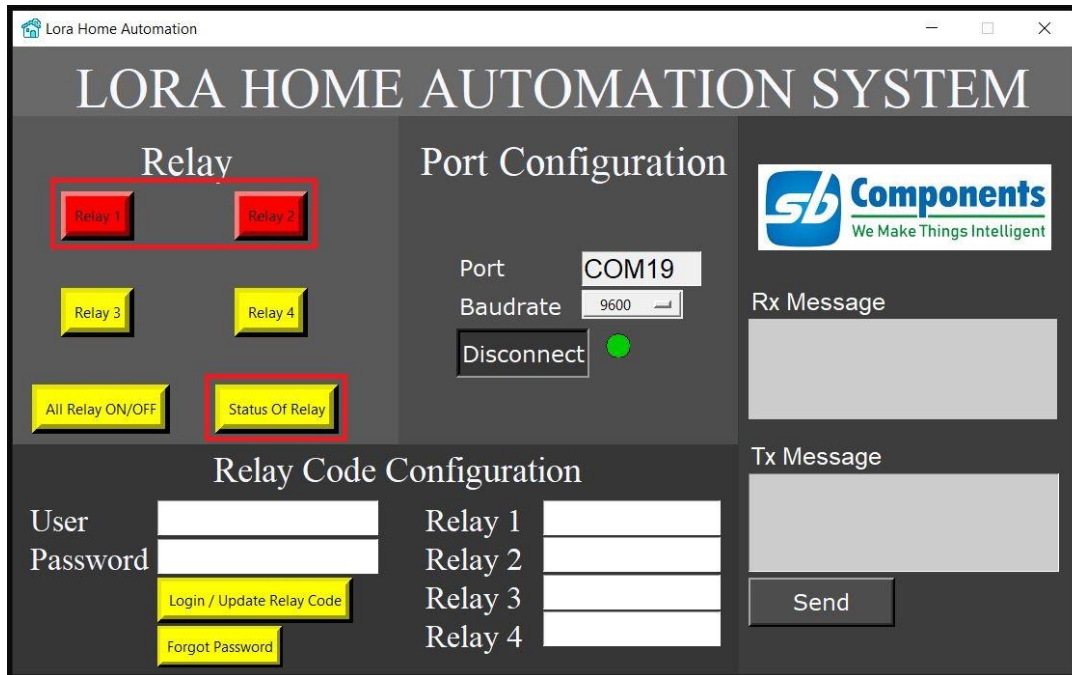 Lora Home Automation
LORA HOME AUTOMATION SYSTEM
Relay
Relay 1
Relay 2
Relay 3
Relay 4
All Relay ON/OFF
Status Of Relay
Port Configuration
Port
COM19
Baudrate
9600
Disconnect
sb Components
We Make Things Intelligent
Rx Message
Tx Message
Send
Relay Code Configuration
User
Password
Login / Update Relay Code
Forgot Password
Relay 1
Relay 2
Relay 3
Relay 4